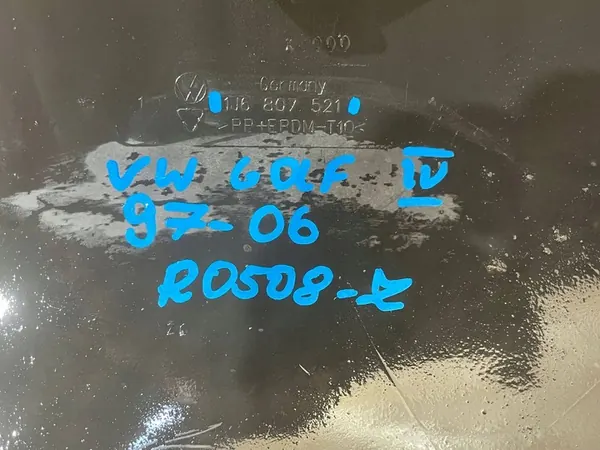 Germany
1J6 807 521
>PP+EPDM-T10<
VW GOLF IV
97-06
R0508-Z